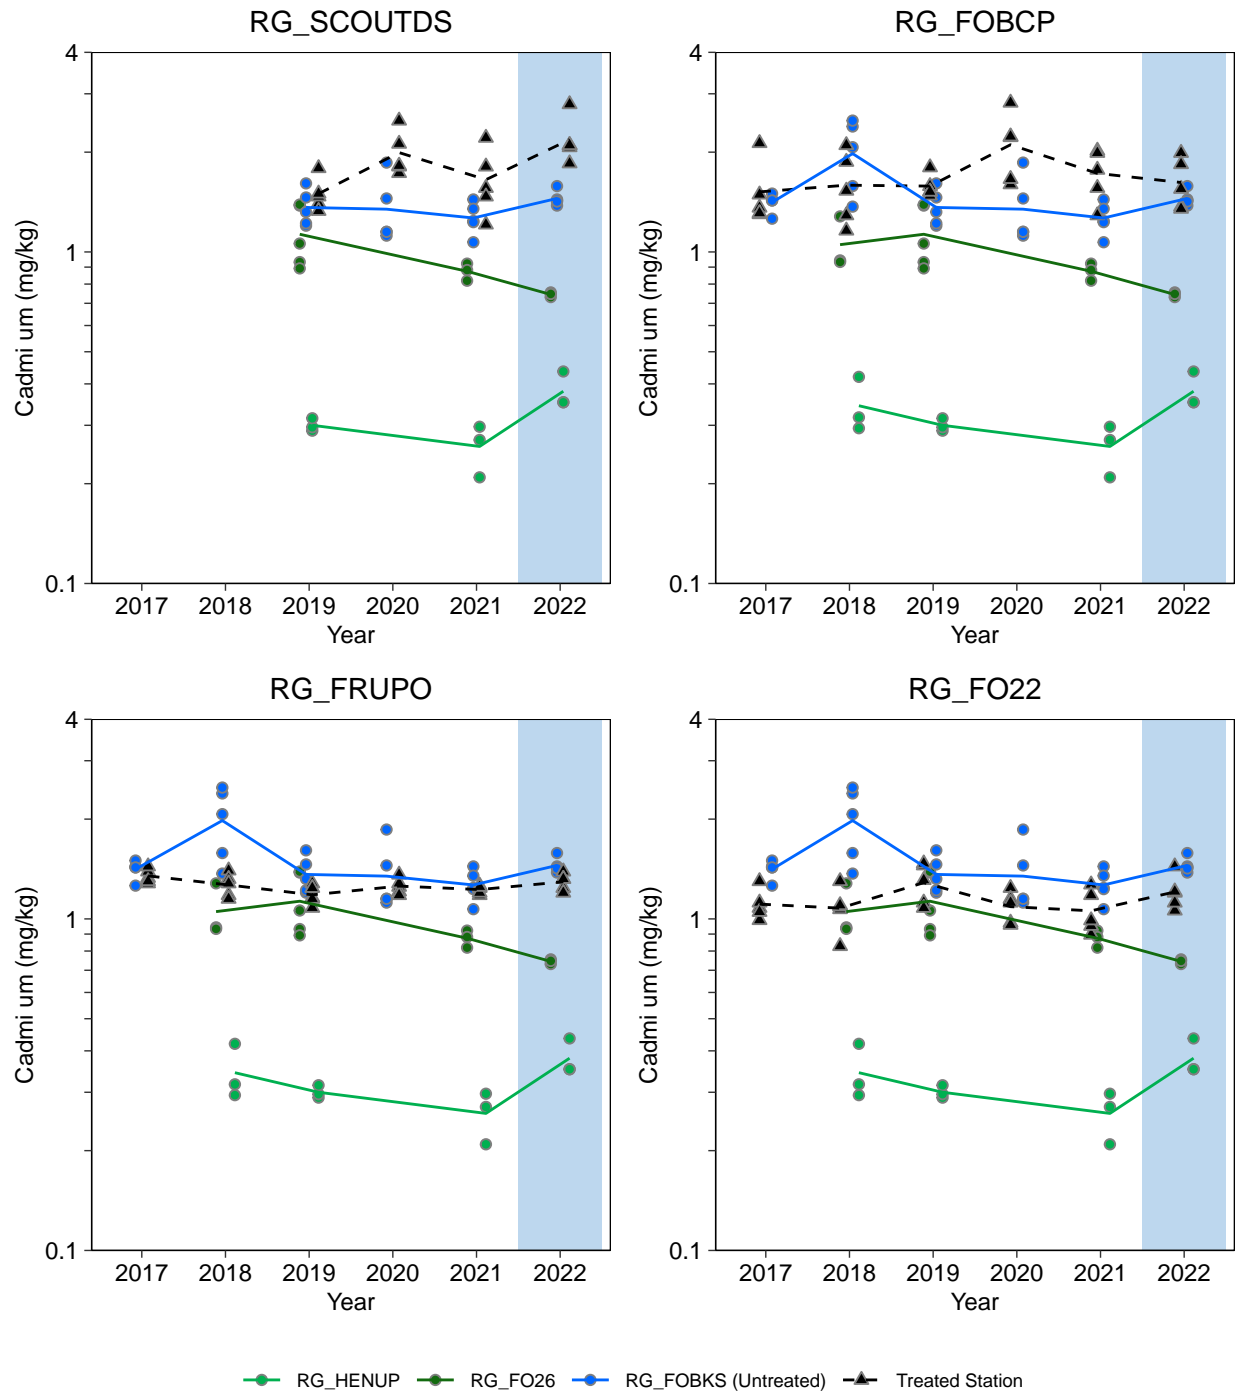 RG_SCOUTDS
RG_FOBCP
4
1
0.1
Cadmi um (mg/kg)
2017 2018 2019 2020 2021 2022
Year
4
1
0.1
Cadmi um (mg/kg)
2017 2018 2019 2020 2021 2022
Year
RG_FRUPO
RG_FO22
4
1
0.1
Cadmi um (mg/kg)
2017 2018 2019 2020 2021 2022
Year
4
1
0.1
Cadmi um (mg/kg)
2017 2018 2019 2020 2021 2022
Year
RG_HENUP RG_FO26 RG_FOBKS (Untreated) Treated Station